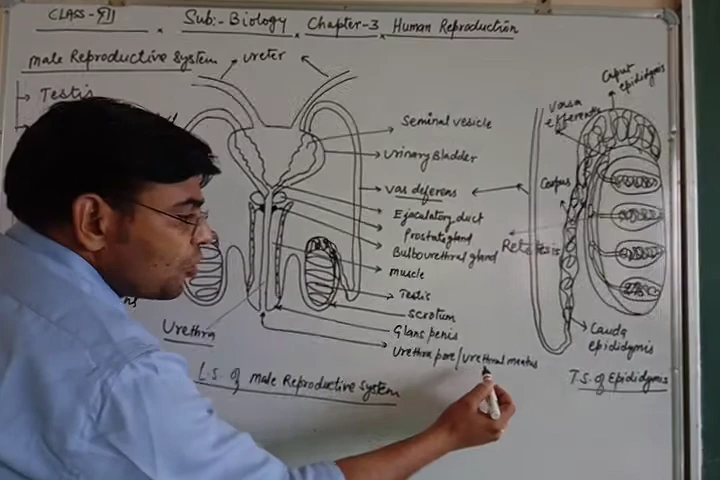 CLASS-XII Sub:-Biology Chapter-3 Human Reproduction
Male Reproductive System
Testis
Ureter
Seminal vesicle
Urinary Bladder
vas deferens
Ejaculatory duct
Prostate gland
Bulbourethral gland
muscle
Testis
Scrotum
Glans penis
Urethra pore/Urethral meatus
Urethra
L.S. of Male Reproductive System
Caput
epididymis
Vasa
efferentia
Corpus
Rete testis
Cauda
epididymis
T.S. of Epididymis